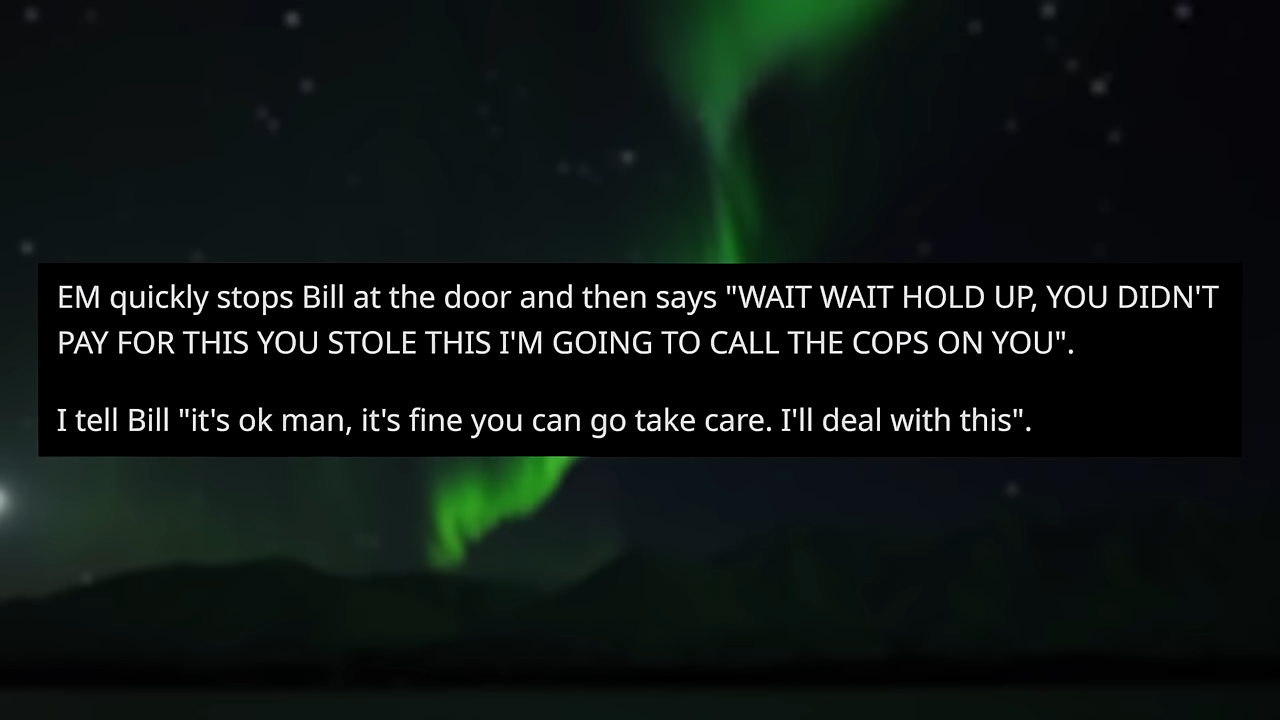 EM quickly stops Bill at the door and then says "WAIT WAIT HOLD UP, YOU DIDN'T
PAY FOR THIS YOU STOLE THIS I'M GOING TO CALL THE COPS ON YOU".
I tell Bill "it's ok man, it's fine you can go take care. I'll deal with this".